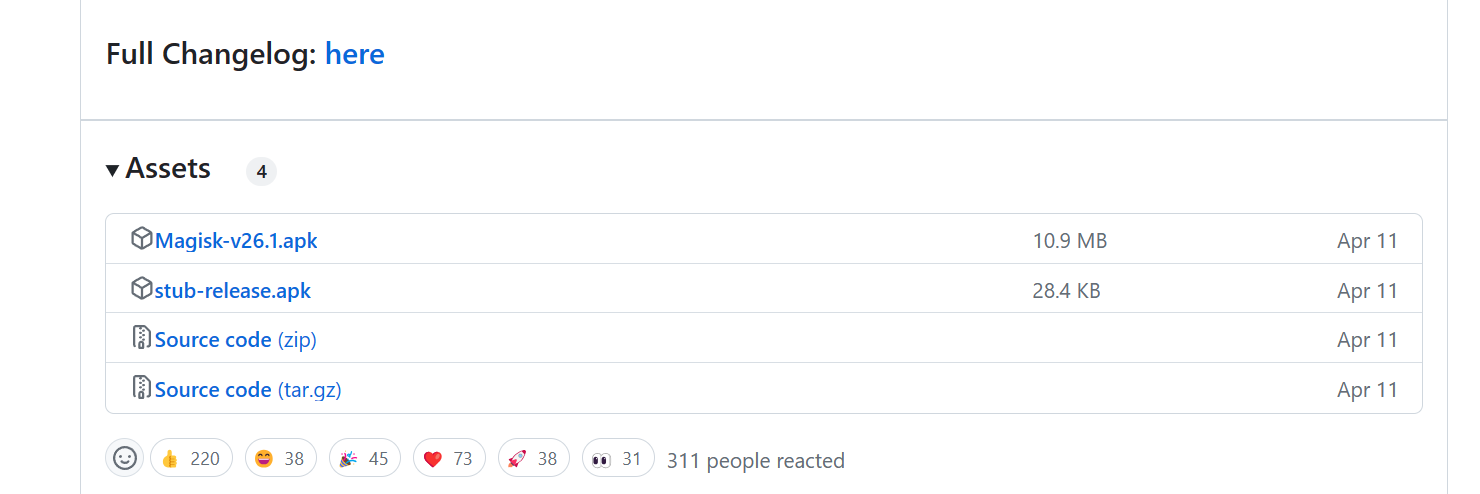 Full Changelog: here
Assets 4
Magisk-v26.1.apk 10.9 MB Apr 11
stub-release.apk 28.4 KB Apr 11
Source code (zip) Apr 11
Source code (tar.gz) Apr 11
👍 220 😄 38 🎉 45 ❤️ 73 🚀 38 👀 31 311 people reacted